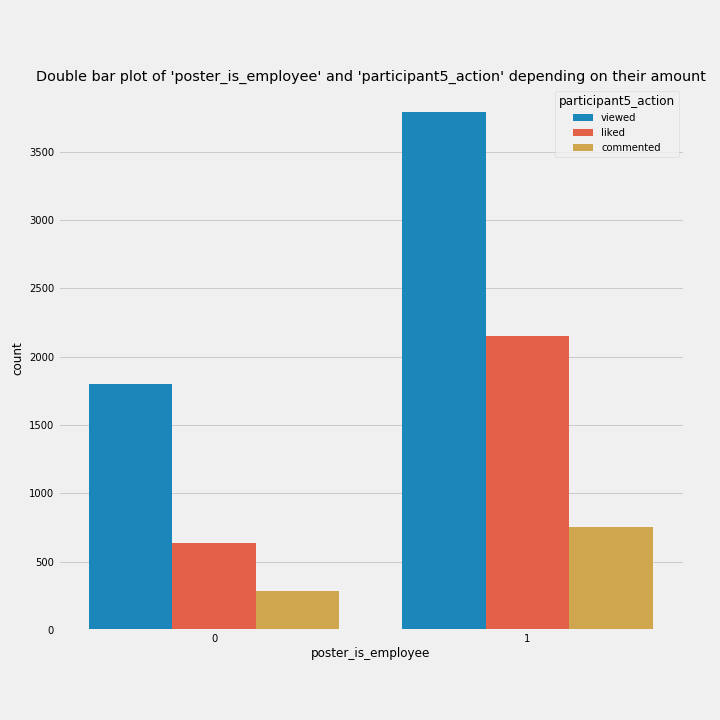 Double bar plot of 'poster_is_employee' and 'participant5_action' depending on their amount
participant5_action
viewed
liked
commented
3500
3000
2500
2000
1500
1000
500
0
count
0 1
poster_is_employee